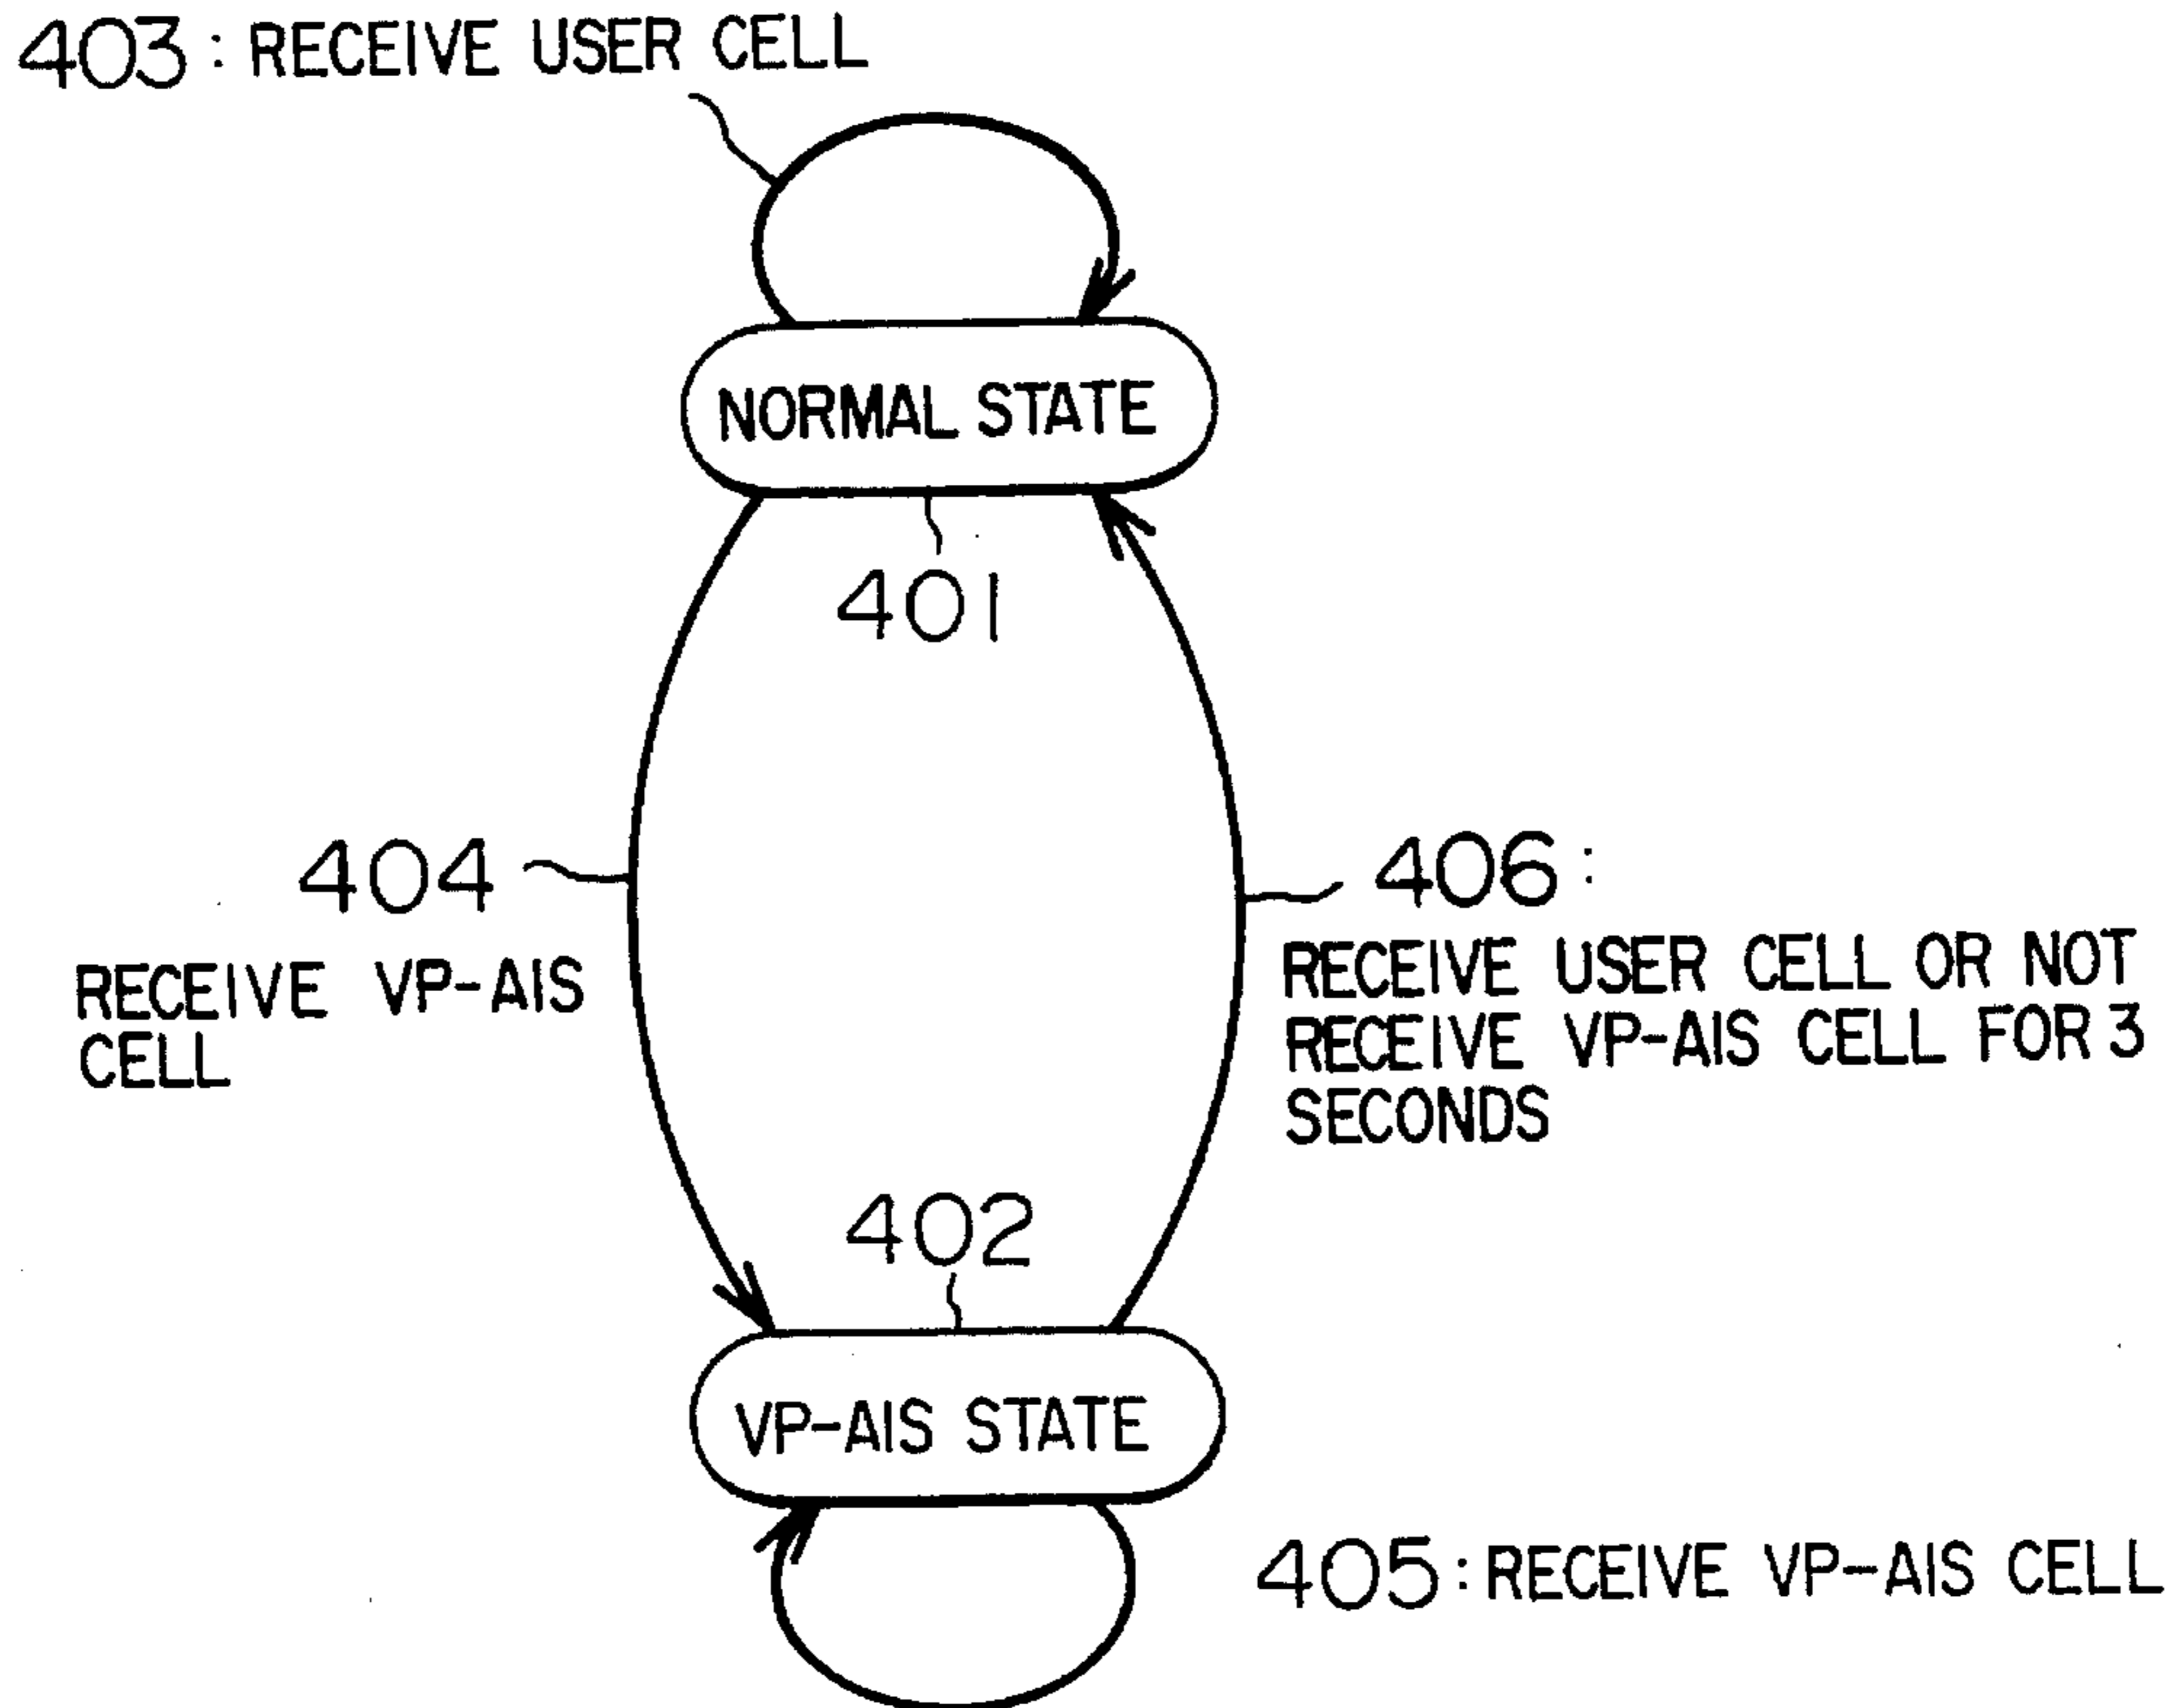 403: RECEIVE USER CELL
NORMAL STATE
401
404
RECEIVE VP-AIS
CELL
406:
RECEIVE USER CELL OR NOT
RECEIVE VP-AIS CELL FOR 3
SECONDS
402
VP-AIS STATE
405: RECEIVE VP-AIS CELL